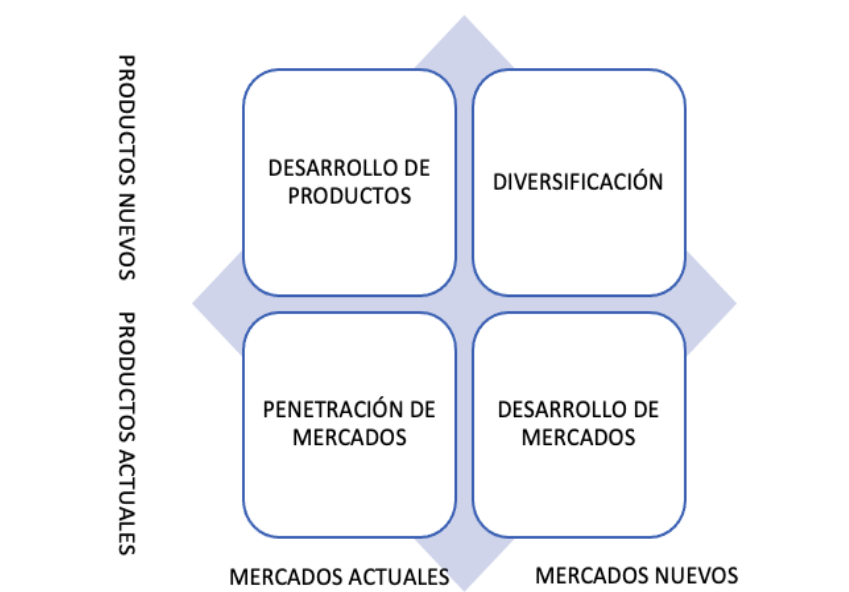 PRODUCTOS NUEVOS
DESARROLLO DE
PRODUCTOS
DIVERSIFICACIÓN
PRODUCTOS ACTUALES
PENETRACIÓN DE
MERCADOS
DESARROLLO DE
MERCADOS
MERCADOS ACTUALES
MERCADOS NUEVOS